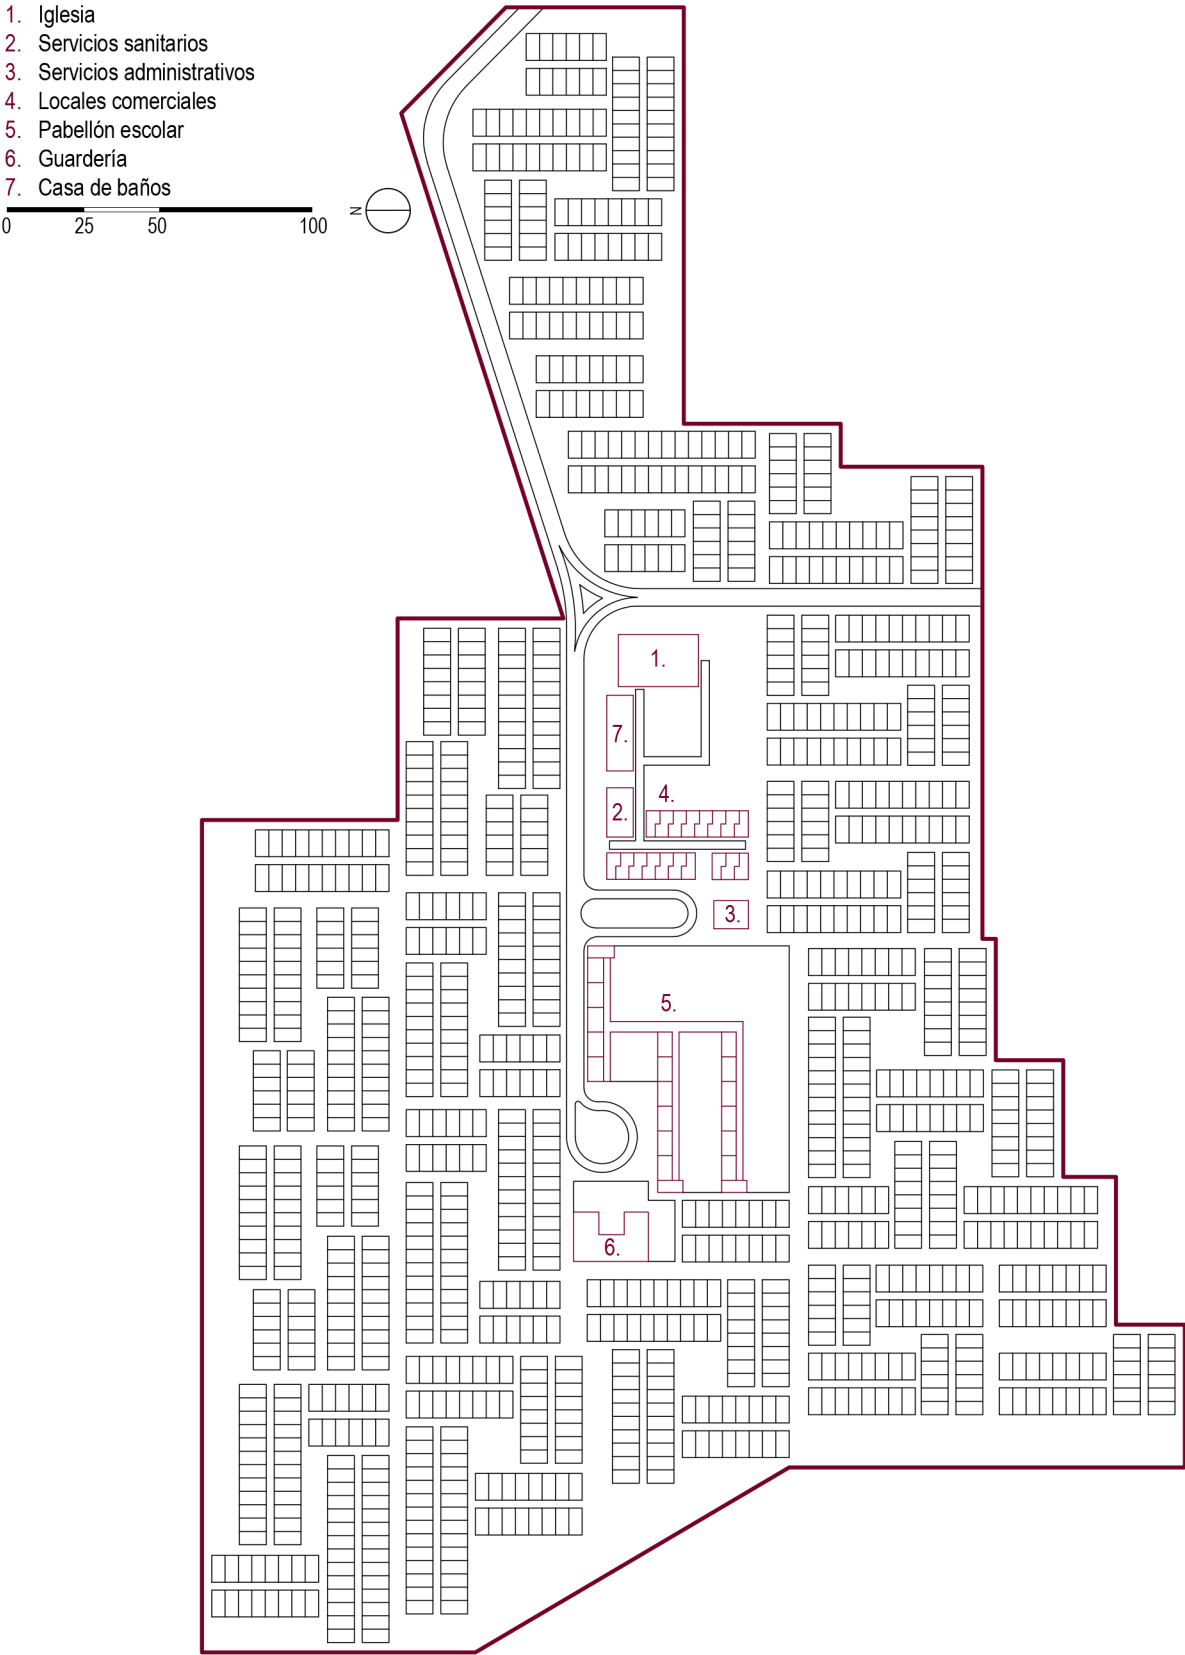 1. Iglesia
2. Servicios sanitarios
3. Servicios administrativos
4. Locales comerciales
5. Pabellón escolar
6. Guardería
7. Casa de baños
0 25 50 100
N
1.
7.
4.
2.
3.
5.
6.